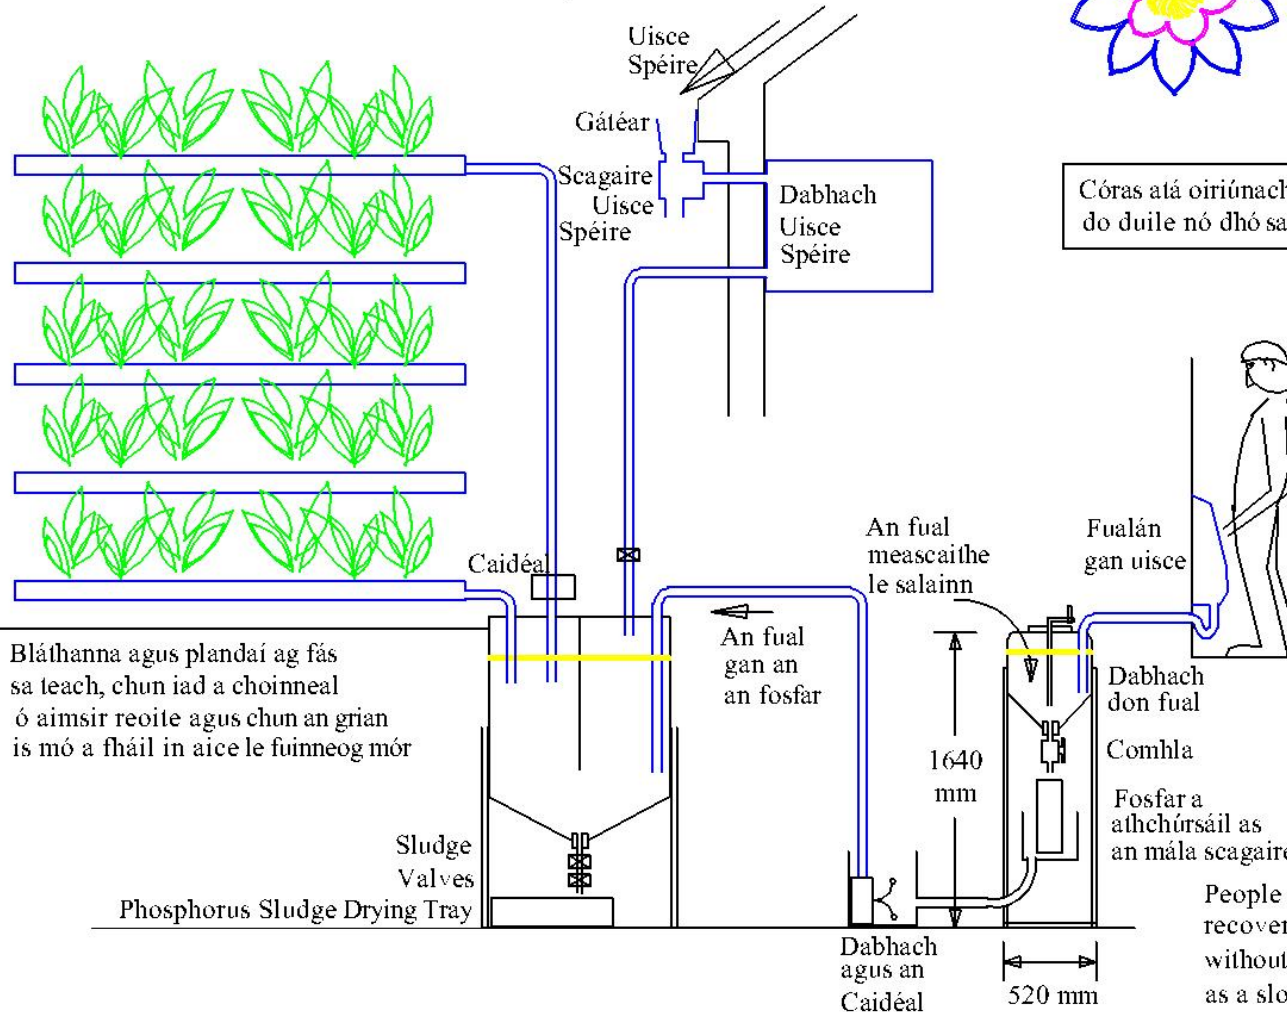 Uisce
Spéire
Gátéar
Scagaire
Uisce
Spéire
Dabhach
Uisce
Spéire
Córas atá oiriúnach
do duile nó dhó sa
Caidéal
An fual
meascaithe
le salainn
Fualán
gan uisce
Bláthanna agus plandaí ag fás
sa teach, chun iad a choinneal
ó aimsir reoite agus chun an grian
is mó a fháil in aice le fuinneog mór
An fual
gan an
an fosfar
Dabhach
don fual
1640
mm
Comhla
Fosfar a
athchúrsáil as
an mála scagaire
Sludge
Valves
Phosphorus Sludge Drying Tray
People
recover
without
as a slo
Dabhach
agus an
Caidéal
520 mm